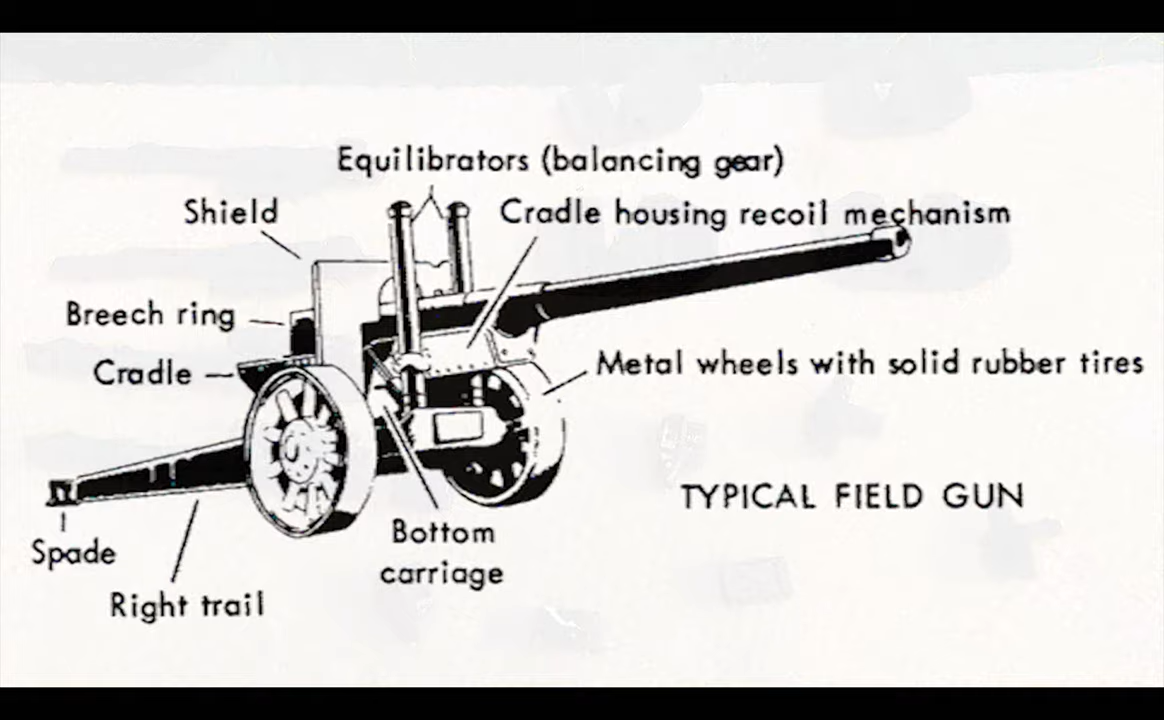 Equilibrators (balancing gear)
Shield
Cradle housing recoil mechanism
Breech ring
Cradle
Metal wheels with solid rubber tires
TYPICAL FIELD GUN
Bottom
carriage
Spade
Right trail